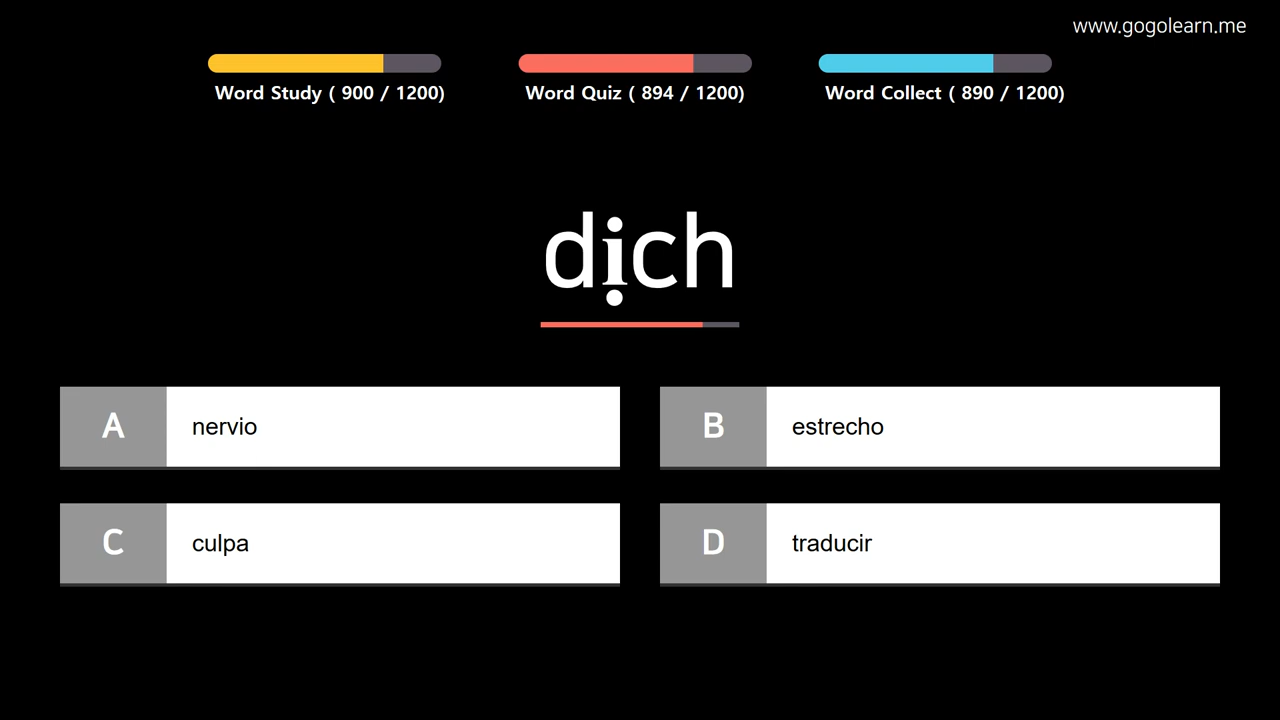 www.gogolearn.me
Word Study ( 900 / 1200)
Word Quiz ( 894 / 1200)
Word Collect ( 890 / 1200)
dịch
A nervio
B estrecho
C culpa
D traducir